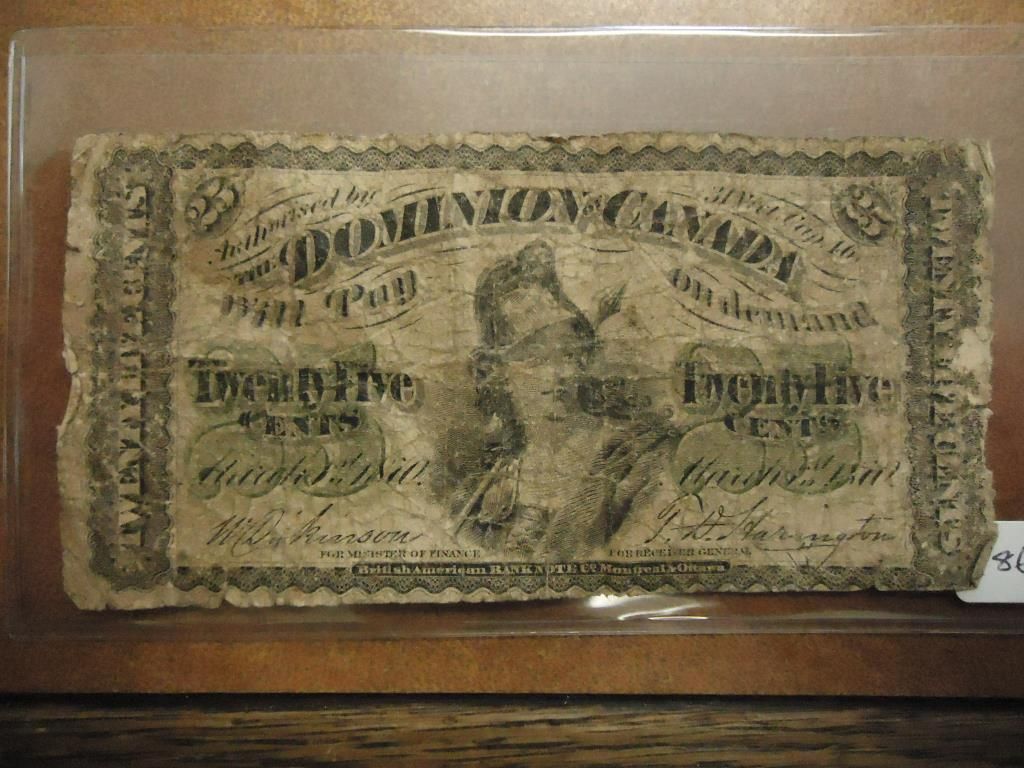 25 Authorised by 31 Vict. Cap. 46 25
THE DOMINION OF CANADA
Will Pay on demand
Twenty Five Twenty Five
CENTS CENTS
March 1st 1870. March 1st 1870.
W Dickinson T. D. Harington
FOR MINISTER OF FINANCE FOR RECEIVER GENERAL
British American BANK NOTE Co Montreal & Ottawa
TWENTY FIVE CENTS
TWENTY FIVE CENTS